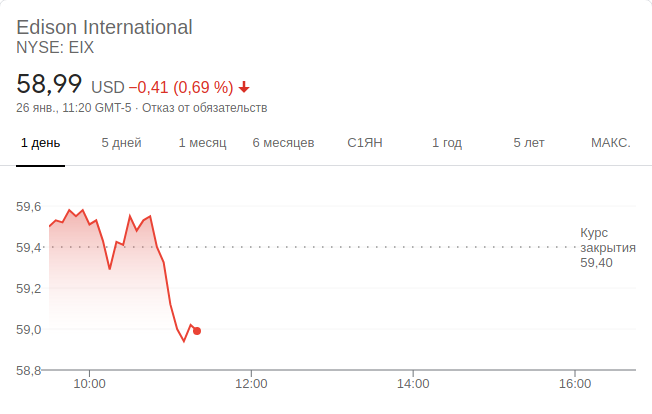 Edison International
NYSE: EIX
58,99 USD −0,41 (0,69 %)
26 янв., 11:20 GMT-5 · Отказ от обязательств
1 день 5 дней 1 месяц 6 месяцев С1ЯН 1 год 5 лет МАКС.
59,6
Курс
59,4 закрытия
59,40
59,2
59,0
58,8
10:00 12:00 14:00 16:00